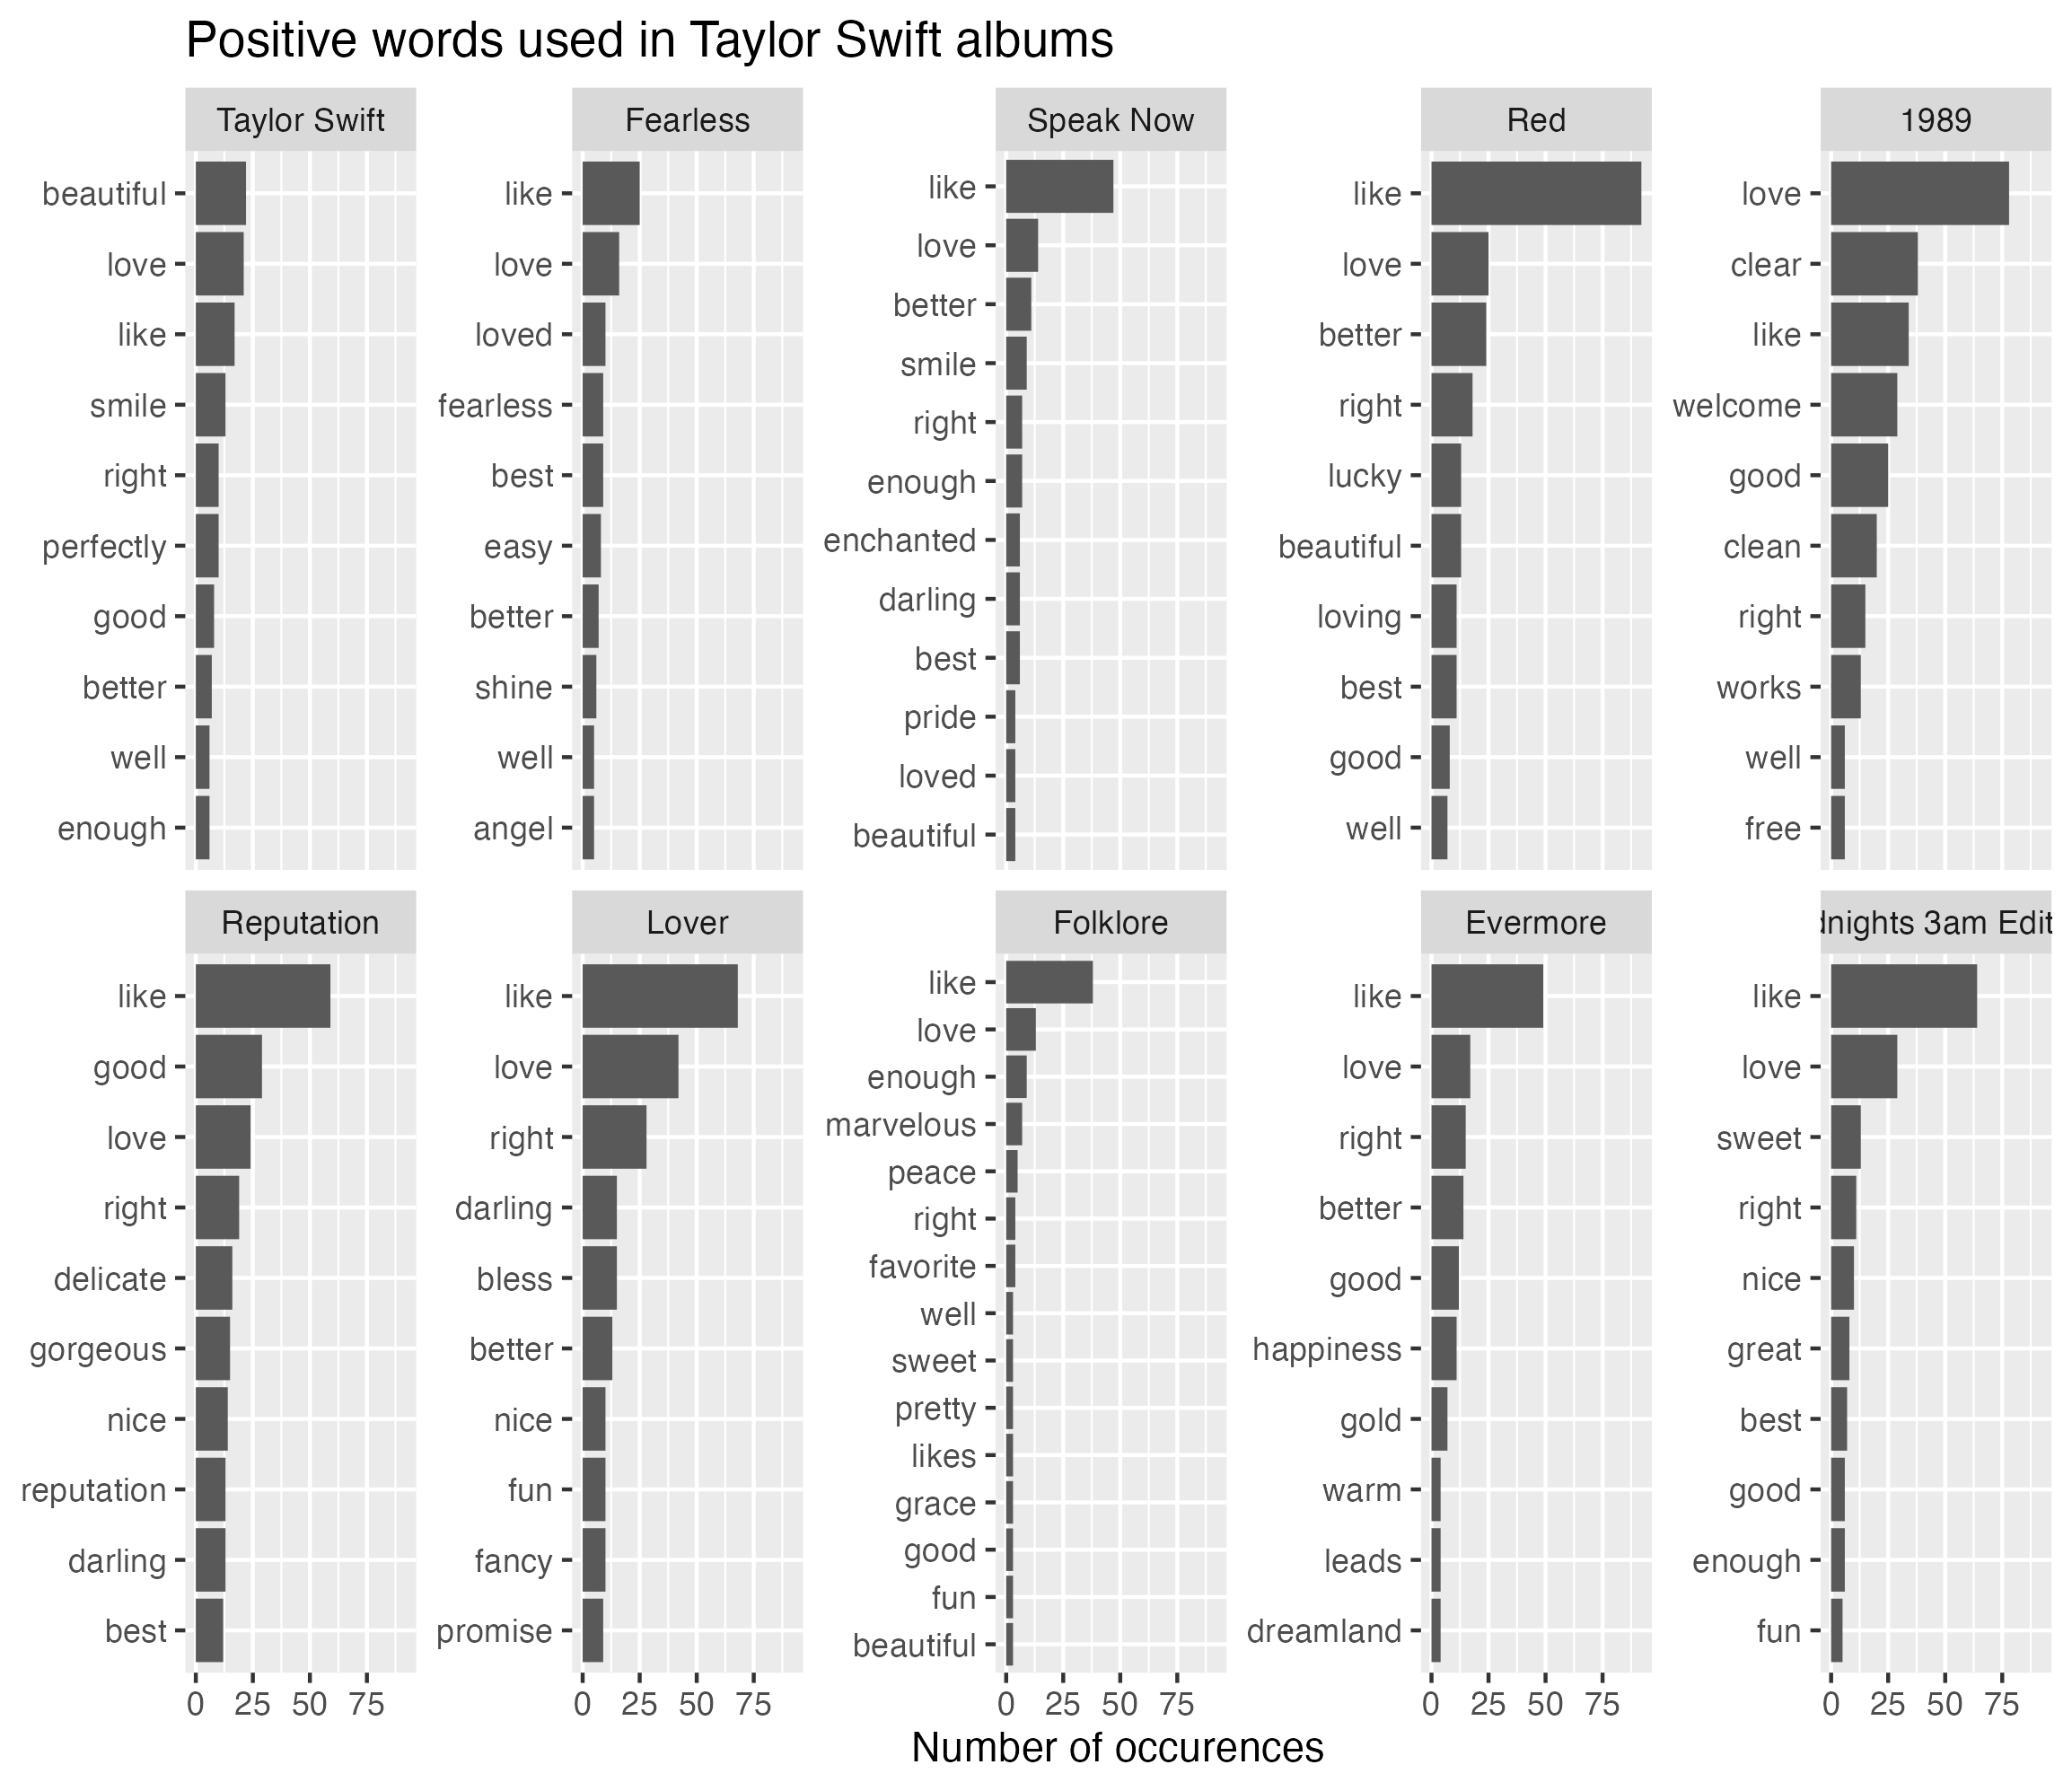 Positive words used in Taylor Swift albums
Taylor Swift
beautiful
love
like
smile
right
perfectly
good
better
well
enough
Fearless
like
love
loved
fearless
best
easy
better
shine
well
angel
Speak Now
like
love
better
smile
right
enough
enchanted
darling
best
pride
loved
beautiful
Red
like
love
better
right
lucky
beautiful
loving
best
good
well
1989
love
clear
like
welcome
good
clean
right
works
well
free
Reputation
like
good
love
right
delicate
gorgeous
nice
reputation
darling
best
0 25 50 75
Lover
like
love
right
darling
bless
better
nice
fun
fancy
promise
0 25 50 75
Folklore
like
love
enough
marvelous
peace
right
favorite
well
sweet
pretty
likes
grace
good
fun
beautiful
0 25 50 75
Evermore
like
love
right
better
good
happiness
gold
warm
leads
dreamland
0 25 50 75
dnights 3am Edit
like
love
sweet
right
nice
great
best
good
enough
fun
0 25 50 75
Number of occurences